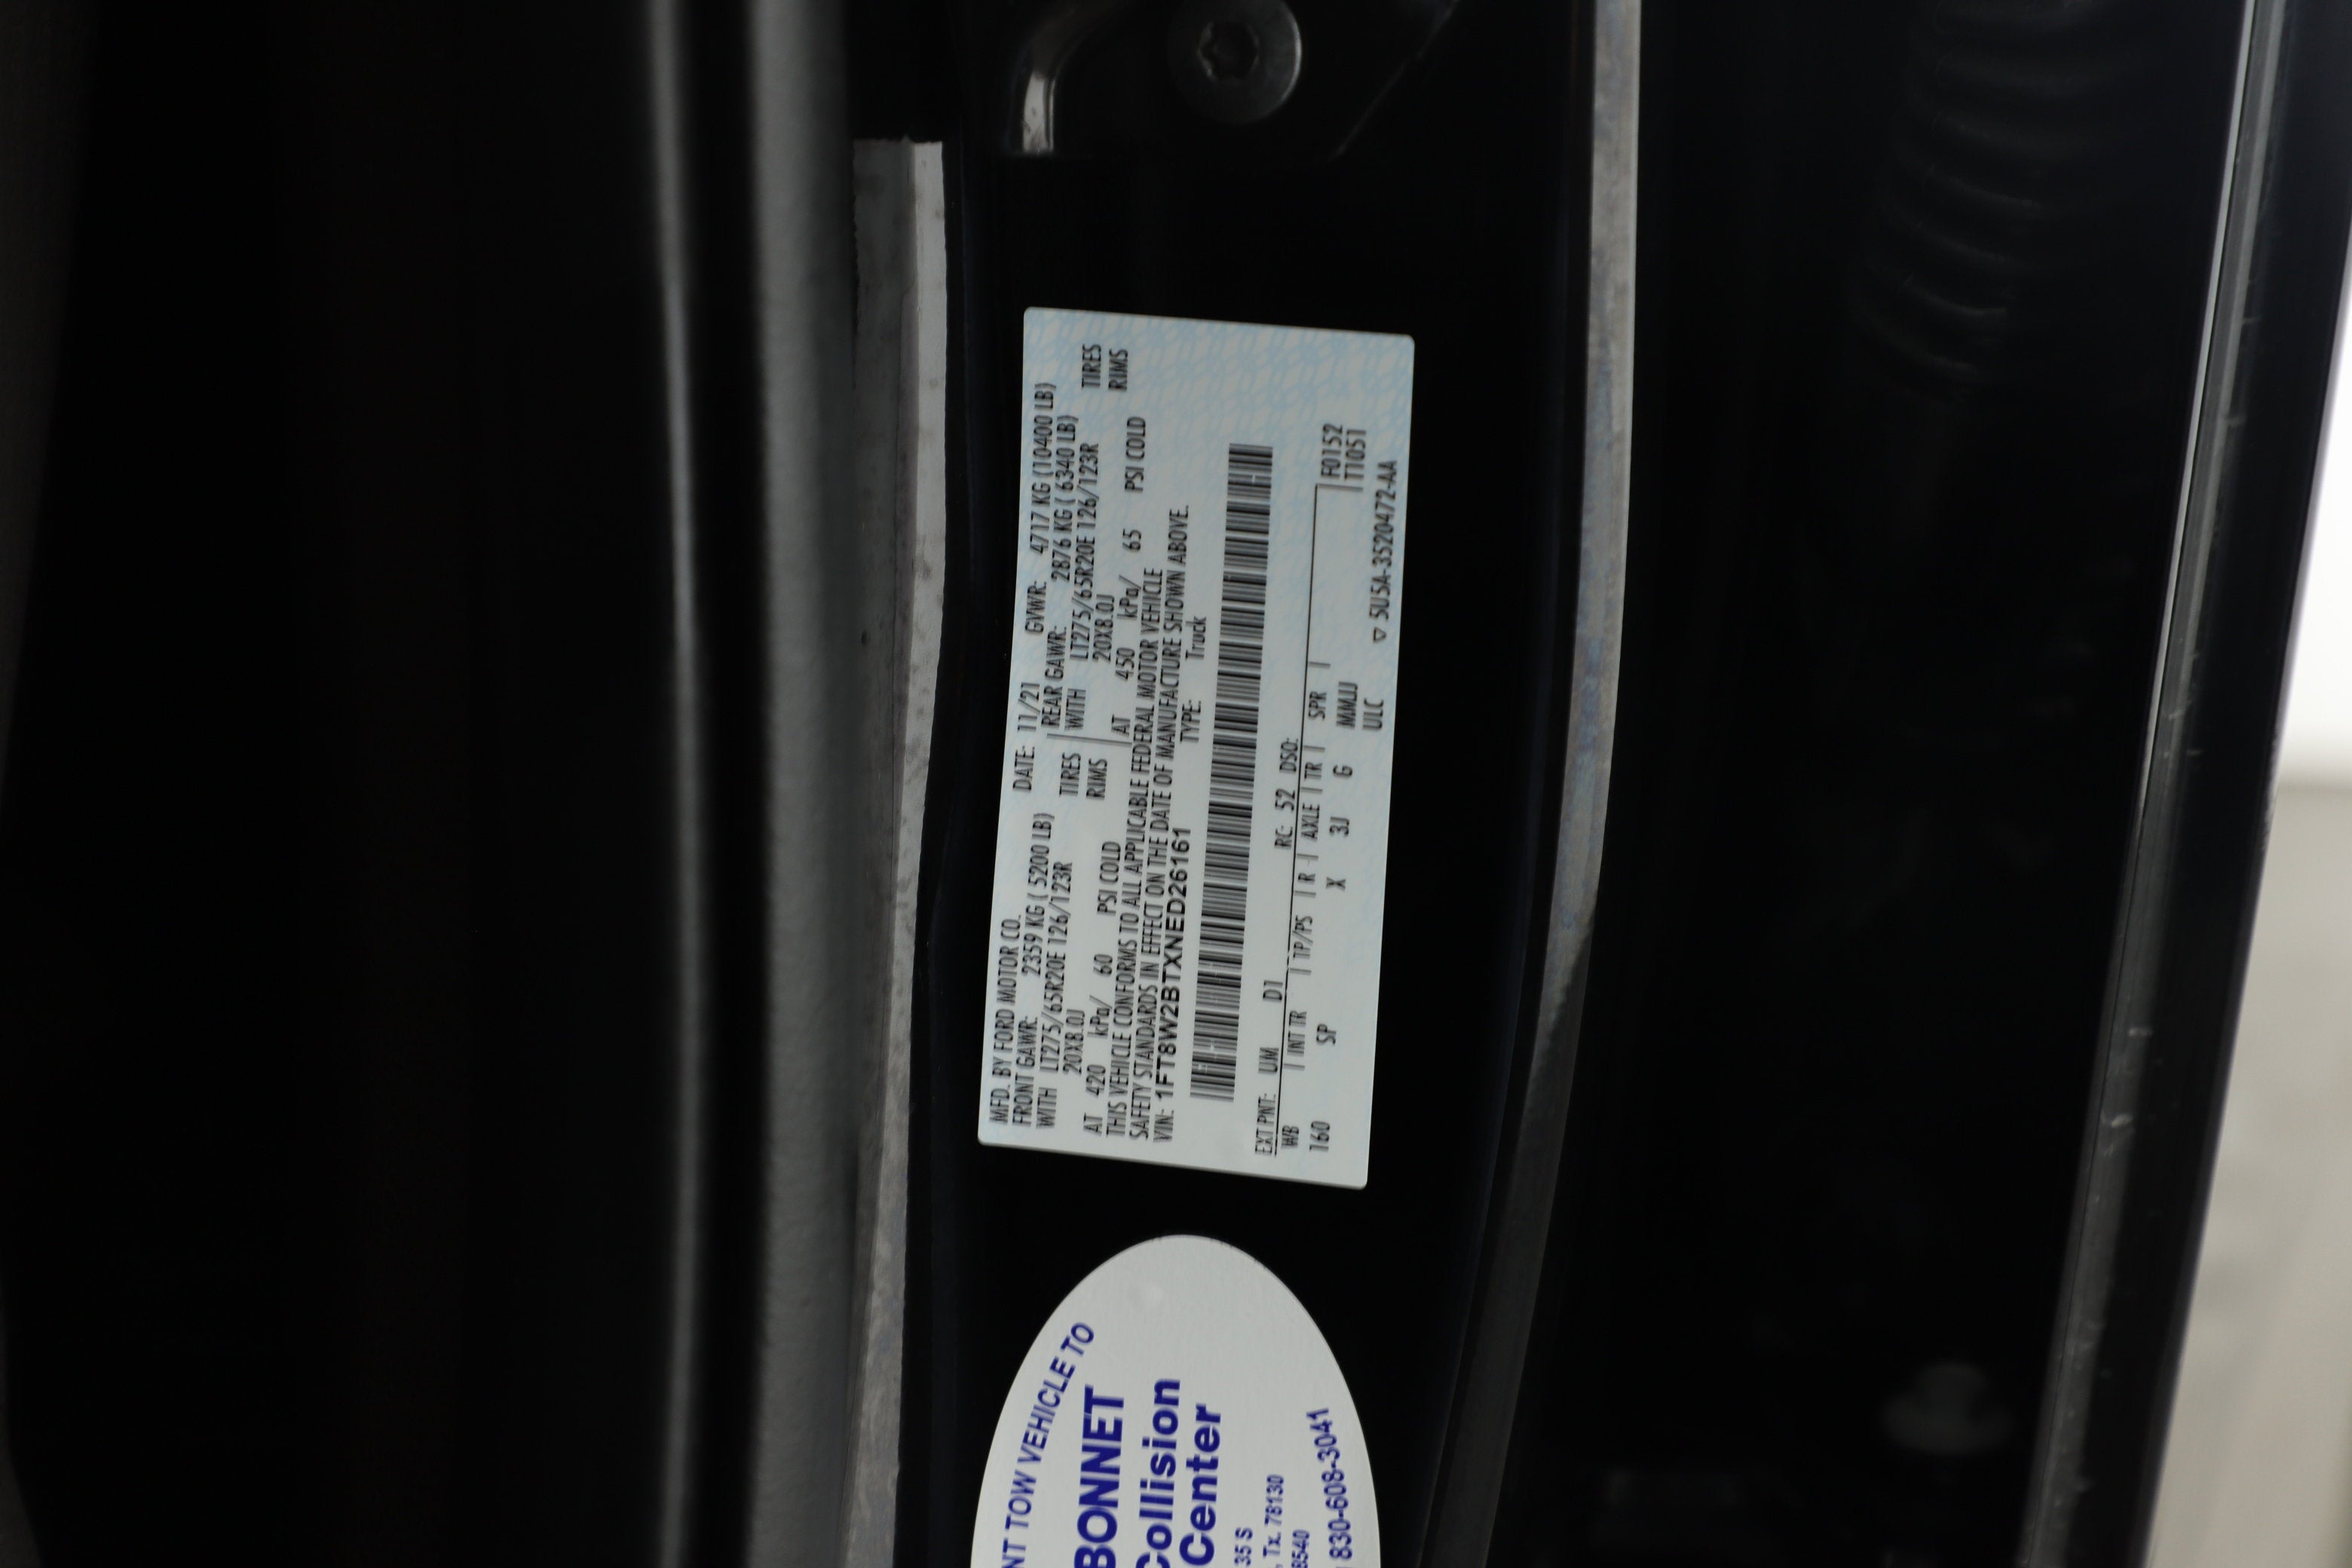 MFD. BY FORD MOTOR CO. DATE: 11/21 GVWR: 4717 KG (10400 LB)
FRONT GAWR: 2359 KG ( 5200 LB) REAR GAWR: 2876 KG ( 6340 LB)
WITH LT275/65R20E 126/123R TIRES WITH LT275/65R20E 126/123R TIRES
20X8.0J RIMS 20X8.0J RIMS
AT 420 kPa/ 60 PSI COLD AT 450 kPa/ 65 PSI COLD
THIS VEHICLE CONFORMS TO ALL APPLICABLE FEDERAL MOTOR VEHICLE
SAFETY STANDARDS IN EFFECT ON THE DATE OF MANUFACTURE SHOWN ABOVE.
VIN: 1FT8W2BTXNED26161 TYPE: Truck
EXT PNT: UM D1 RC: 52 DSO:
WB INT TR TP/PS R AXLE TR SPR F0152
160 SP X 3J G MMJJ T1051
ULC
▽ 5U5A-3520472-AA
NT TOW VEHICLE TO
BONNET
Collision
Center
35 S
, Tx. 78130
8540
830-608-3041